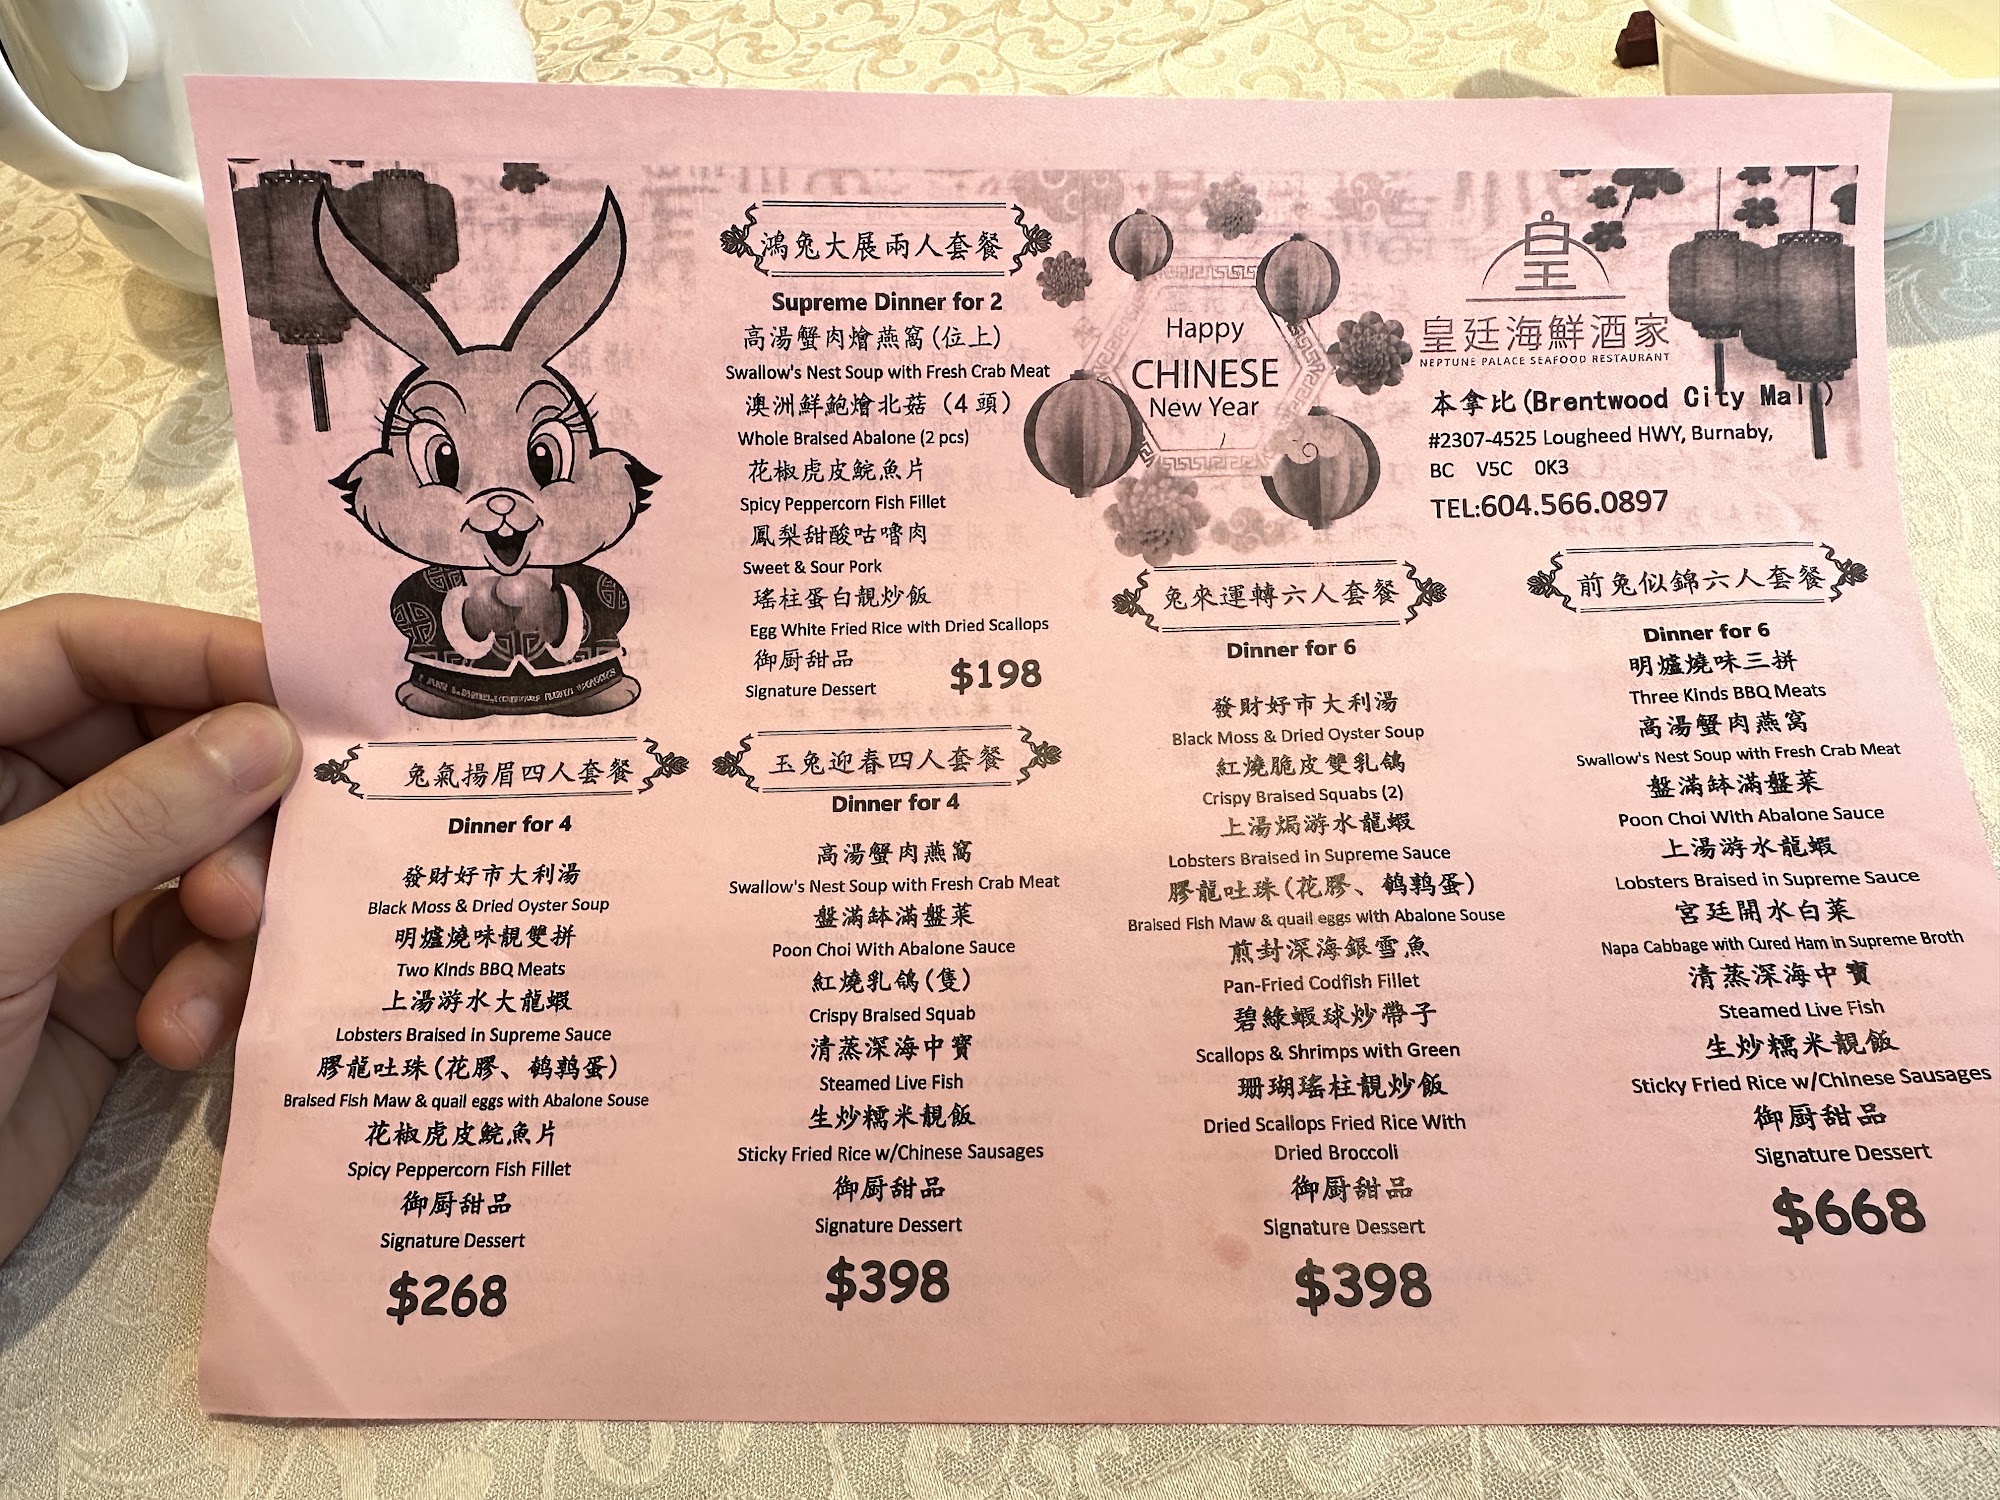 鴻兔大展兩人套餐
Supreme Dinner for 2
高湯蟹肉燴燕窩(位上)
Swallow's Nest Soup with Fresh Crab Meat
澳洲鮮鮑燴北菇（4 頭）
Whole Braised Abalone (2 pcs)
花椒虎皮鯇魚片
Spicy Peppercorn Fish Fillet
鳳梨甜酸咕嚕肉
Sweet & Sour Pork
瑤柱蛋白靚炒飯
Egg White Fried Rice with Dried Scallops
御厨甜品
Signature Dessert
$198
Happy
CHINESE
New Year
皇廷海鮮酒家
NEPTUNE PALACE SEAFOOD RESTAURANT
本拿比(Brentwood City Mall)
#2307-4525 Lougheed HWY, Burnaby,
BC V5C 0K3
TEL:604.566.0897
兔氣揚眉四人套餐
Dinner for 4
發財好市大利湯
Black Moss & Dried Oyster Soup
明爐燒味靚雙拼
Two Kinds BBQ Meats
上湯游水大龍蝦
Lobsters Braised in Supreme Sauce
膠龍吐珠(花膠、鹌鹑蛋)
Braised Fish Maw & quail eggs with Abalone Souse
花椒虎皮鯇魚片
Spicy Peppercorn Fish Fillet
御厨甜品
Signature Dessert
$268
玉兔迎春四人套餐
Dinner for 4
高湯蟹肉燕窩
Swallow's Nest Soup with Fresh Crab Meat
盤滿缽滿盤菜
Poon Choi With Abalone Sauce
紅燒乳鴿(隻)
Crispy Braised Squab
清蒸深海中寶
Steamed Live Fish
生炒糯米靚飯
Sticky Fried Rice w/Chinese Sausages
御厨甜品
Signature Dessert
$398
兔來運轉六人套餐
Dinner for 6
發財好市大利湯
Black Moss & Dried Oyster Soup
紅燒脆皮雙乳鴿
Crispy Braised Squabs (2)
上湯焗游水龍蝦
Lobsters Braised in Supreme Sauce
膠龍吐珠(花膠、鹌鹑蛋)
Braised Fish Maw & quail eggs with Abalone Souse
煎封深海銀雪魚
Pan-Fried Codfish Fillet
碧綠蝦球炒帶子
Scallops & Shrimps with Green
珊瑚瑤柱靚炒飯
Dried Scallops Fried Rice With
Dried Broccoli
御厨甜品
Signature Dessert
$398
前兔似錦六人套餐
Dinner for 6
明爐燒味三拼
Three Kinds BBQ Meats
高湯蟹肉燕窩
Swallow's Nest Soup with Fresh Crab Meat
盤滿缽滿盤菜
Poon Choi With Abalone Sauce
上湯游水龍蝦
Lobsters Braised in Supreme Sauce
宮廷開水白菜
Napa Cabbage with Cured Ham in Supreme Broth
清蒸深海中寶
Steamed Live Fish
生炒糯米靚飯
Sticky Fried Rice w/Chinese Sausages
御厨甜品
Signature Dessert
$668